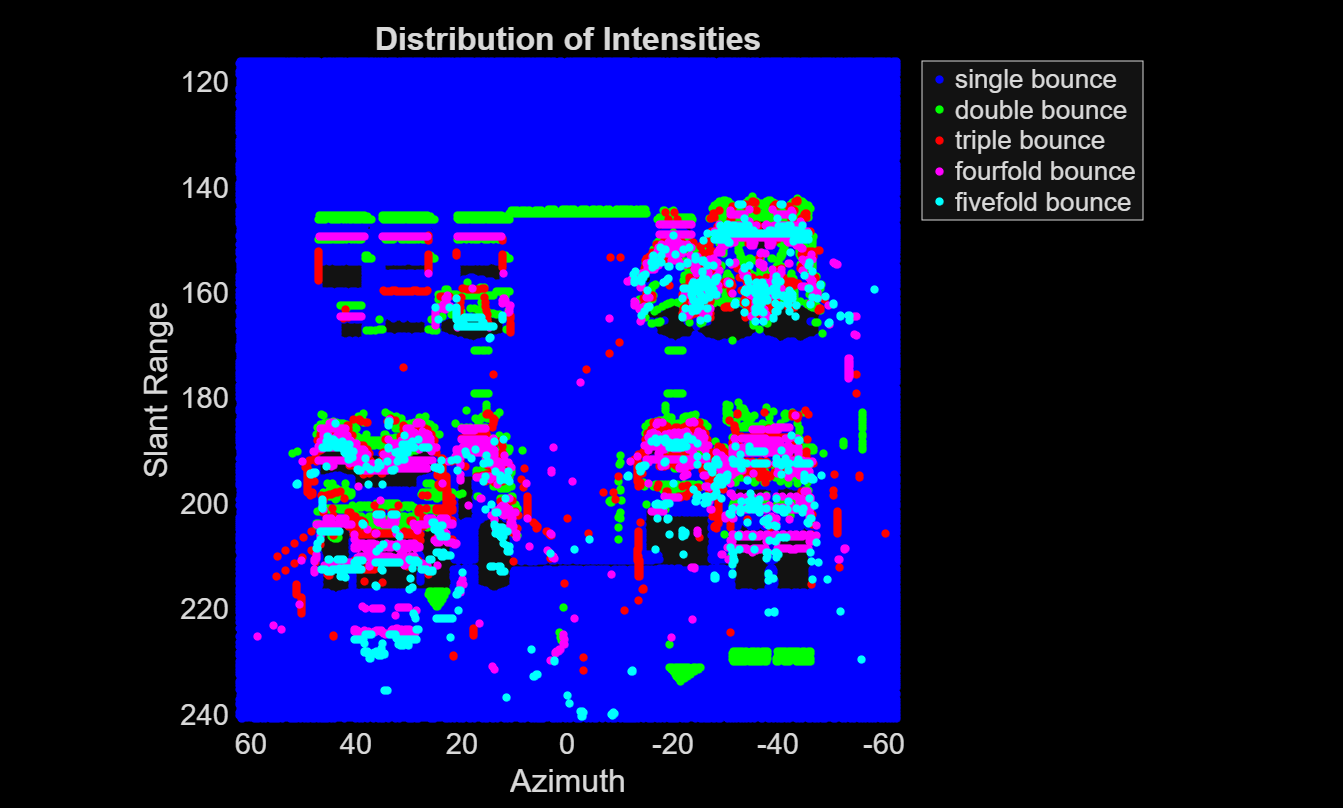 Distribution of Intensities
single bounce
double bounce
triple bounce
fourfold bounce
fivefold bounce
120
140
160
180
200
220
240
Slant Range
60 40 20 0 -20 -40 -60
Azimuth